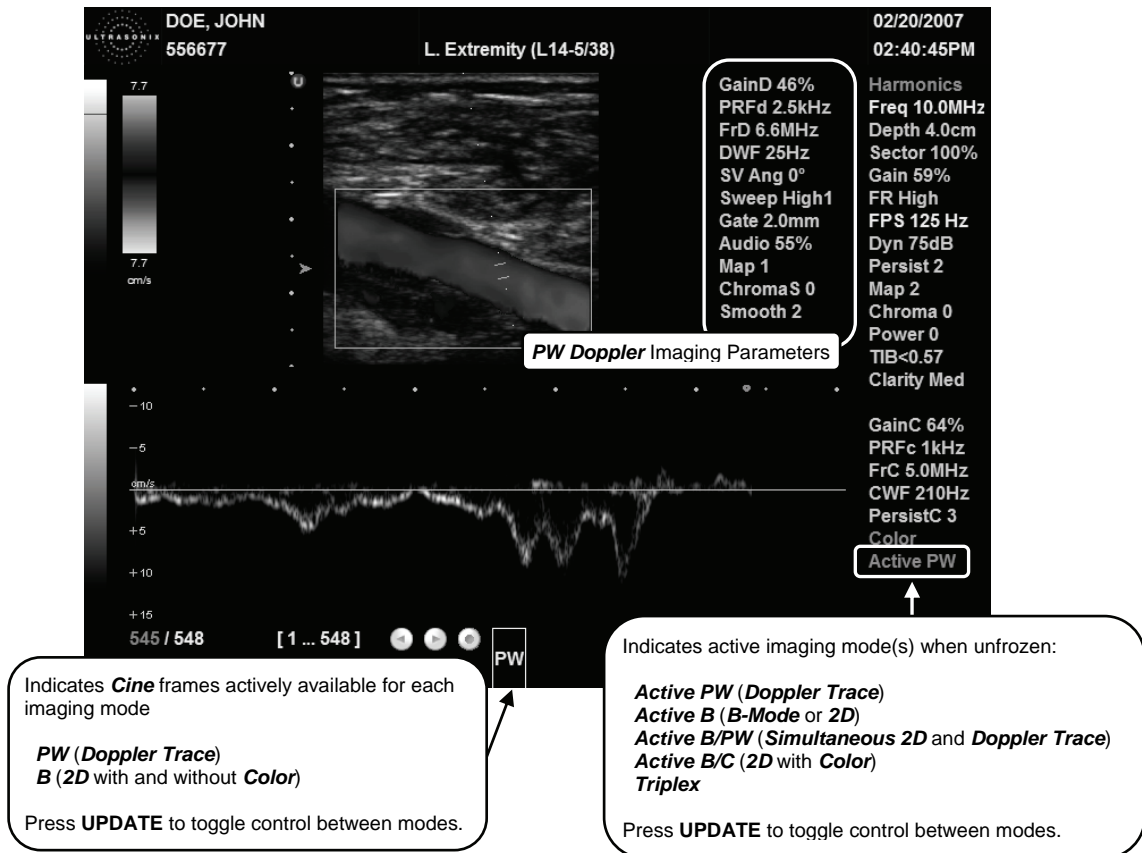 DOE, JOHN
02/20/2007
ULTRASONIX
556677
L. Extremity (L14-5/38)
02:40:45PM
7.7
7.7
cm/s
U
GainD 46%
PRFd 2.5kHz
FrD 6.6MHz
DWF 25Hz
SV Ang 0°
Sweep High1
Gate 2.0mm
Audio 55%
Map 1
ChromaS 0
Smooth 2
PW Doppler Imaging Parameters
Harmonics
Freq 10.0MHz
Depth 4.0cm
Sector 100%
Gain 59%
FR High
FPS 125 Hz
Dyn 75dB
Persist 2
Map 2
Chroma 0
Power 0
TIB<0.57
Clarity Med
GainC 64%
PRFc 1kHz
FrC 5.0MHz
CWF 210Hz
PersistC 3
Color
Active PW
-10
-5
cm/s
+5
+10
+15
545 / 548
[ 1 ... 548 ]
PW
Indicates Cine frames actively available for each
imaging mode
PW (Doppler Trace)
B (2D with and without Color)
Press UPDATE to toggle control between modes.
Indicates active imaging mode(s) when unfrozen:
Active PW (Doppler Trace)
Active B (B-Mode or 2D)
Active B/PW (Simultaneous 2D and Doppler Trace)
Active B/C (2D with Color)
Triplex
Press UPDATE to toggle control between modes.